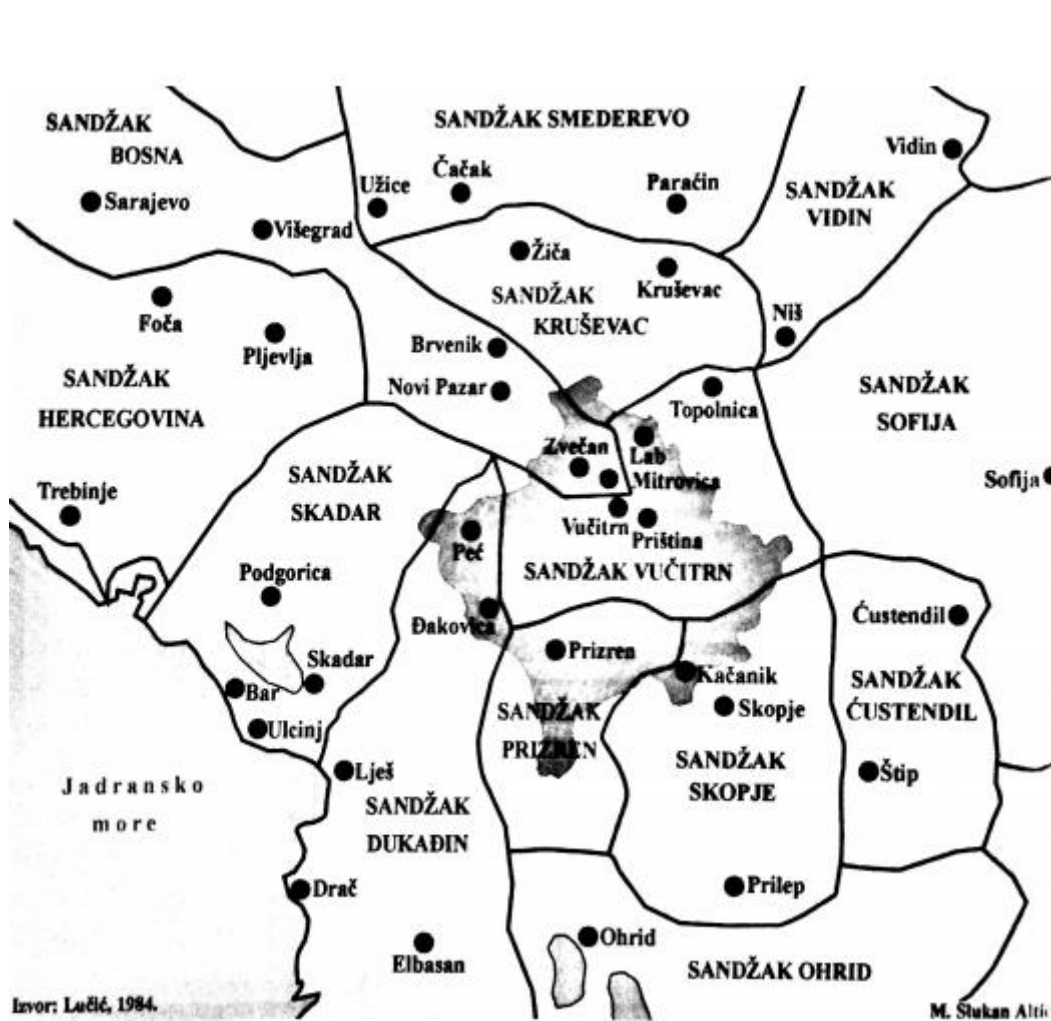 SANDŽAK
BOSNA
SANDŽAK SMEDEREVO
Vidin
Čačak
Užice
Paraćin
SANDŽAK
VIDIN
Sarajevo
Višegrad
Žiča
Kruševac
SANDŽAK
KRUŠEVAC
Foča
Niš
Pljevlja
Brvenik
Novi Pazar
SANDŽAK
HERCEGOVINA
Topolnica
SANDŽAK
SOFIJA
Zvečan
Lab
SANDŽAK
SKADAR
Mitrovica
Sofija
Trebinje
Vučitrn
Priština
Peć
SANDŽAK VUČITRN
Podgorica
Đakovica
Ćustendil
Prizren
Skadar
Kačanik
Bar
SANDŽAK
ĆUSTENDIL
Skopje
SANDŽAK
PRIZREN
Ulcinj
Lješ
SANDŽAK
SKOPJE
Štip
Jadransko
more
SANDŽAK
DUKAĐIN
Drač
Prilep
Ohrid
Elbasan
SANDŽAK OHRID
Izvor: Lučić, 1984.
M. Slukan Alti